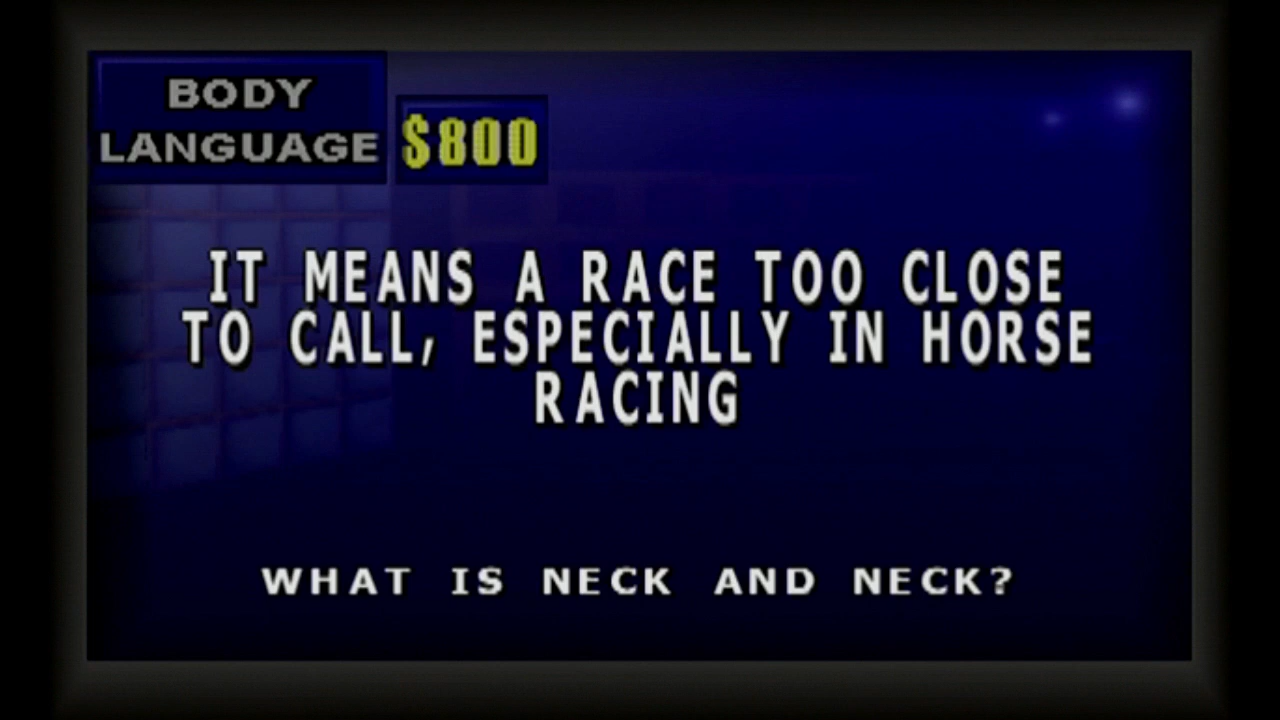 BODY
LANGUAGE
$800
IT MEANS A RACE TOO CLOSE
TO CALL, ESPECIALLY IN HORSE
RACING
WHAT IS NECK AND NECK?